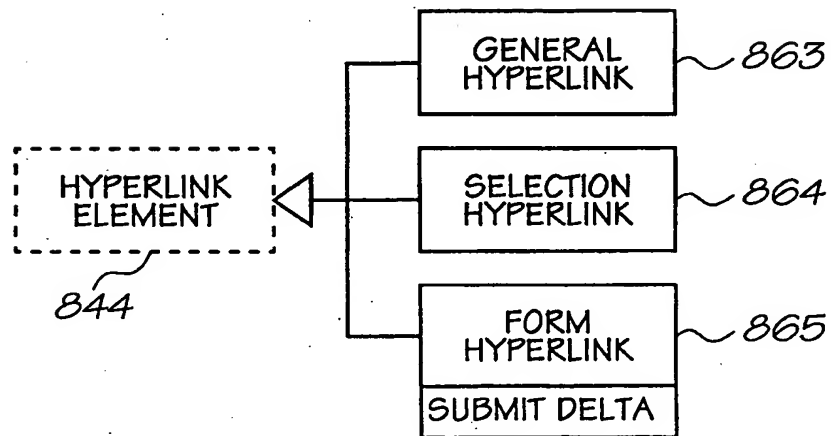 GENERAL
HYPERLINK
863
HYPERLINK
ELEMENT
844
SELECTION
HYPERLINK
864
FORM
HYPERLINK
865
SUBMIT DELTA